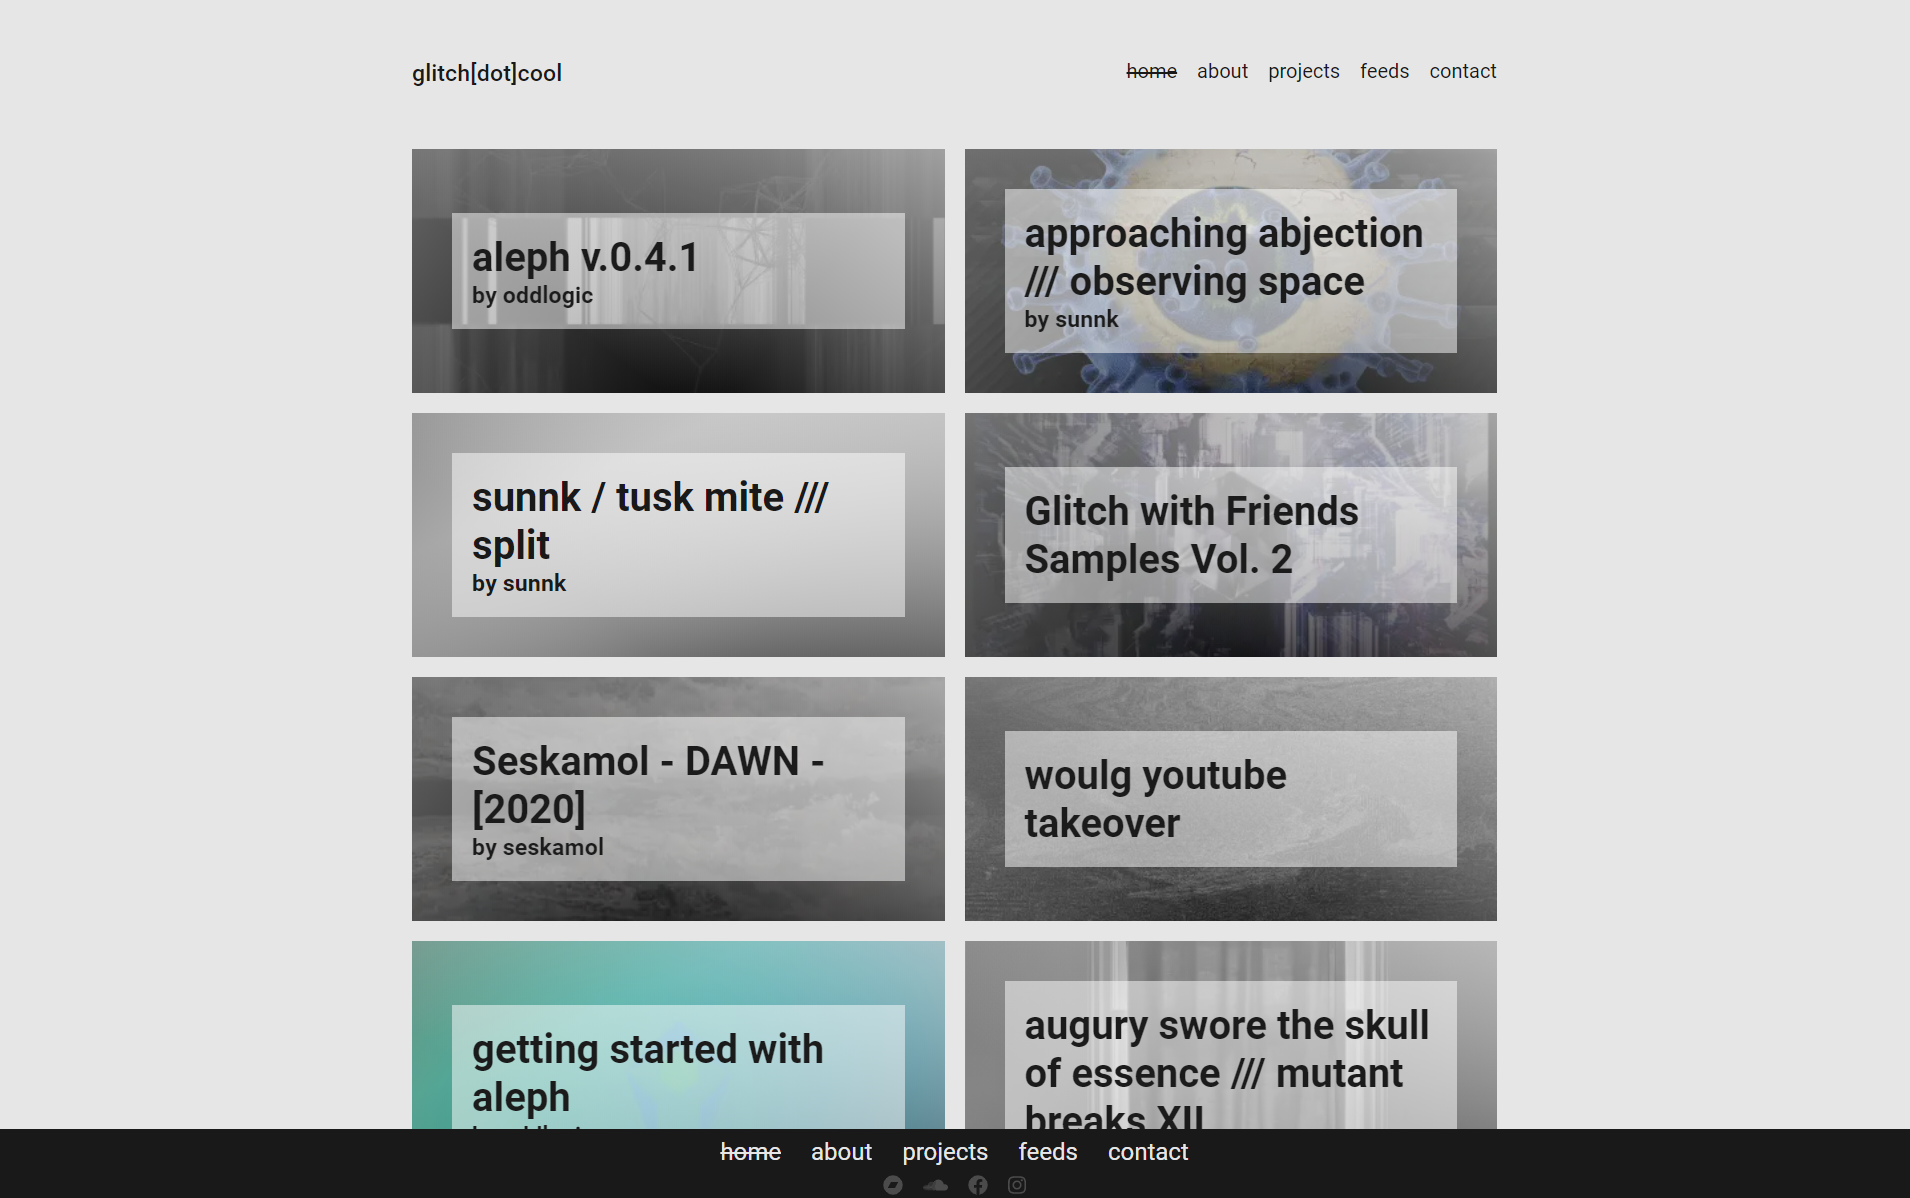 glitch[dot]cool
home about projects feeds contact
aleph v.0.4.1
by oddlogic
approaching abjection
/// observing space
by sunnk
sunnk / tusk mite ///
split
by sunnk
Glitch with Friends
Samples Vol. 2
Seskamol - DAWN -
[2020]
by seskamol
woulg youtube
takeover
getting started with
aleph
augury swore the skull
of essence /// mutant
breaks XII
home about projects feeds contact